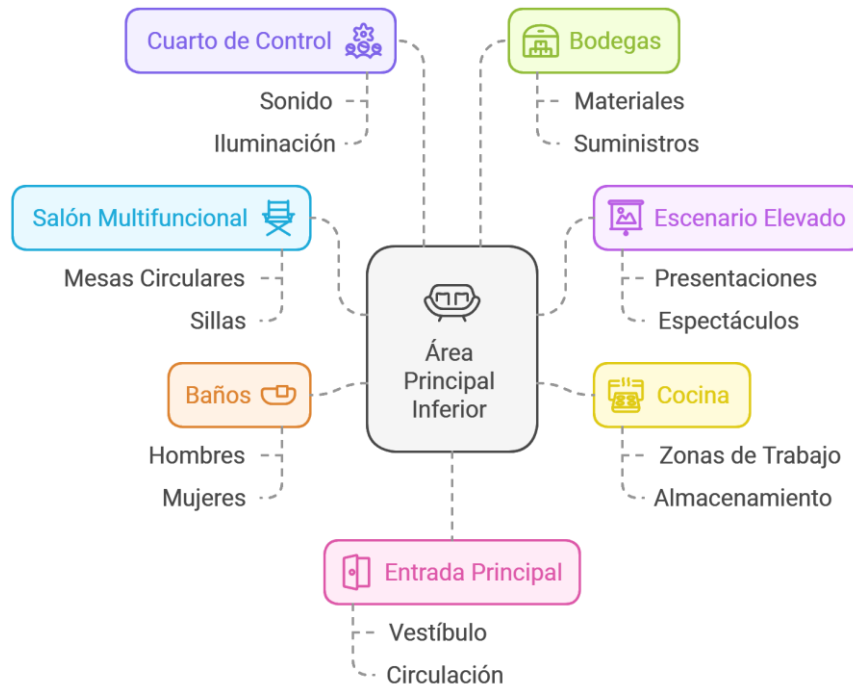 Cuarto de Control
Sonido
Iluminación
Bodegas
Materiales
Suministros
Salón Multifuncional
Mesas Circulares
Sillas
Escenario Elevado
Presentaciones
Espectáculos
Área
Principal
Inferior
Baños
Hombres
Mujeres
Cocina
Zonas de Trabajo
Almacenamiento
Entrada Principal
Vestíbulo
Circulación